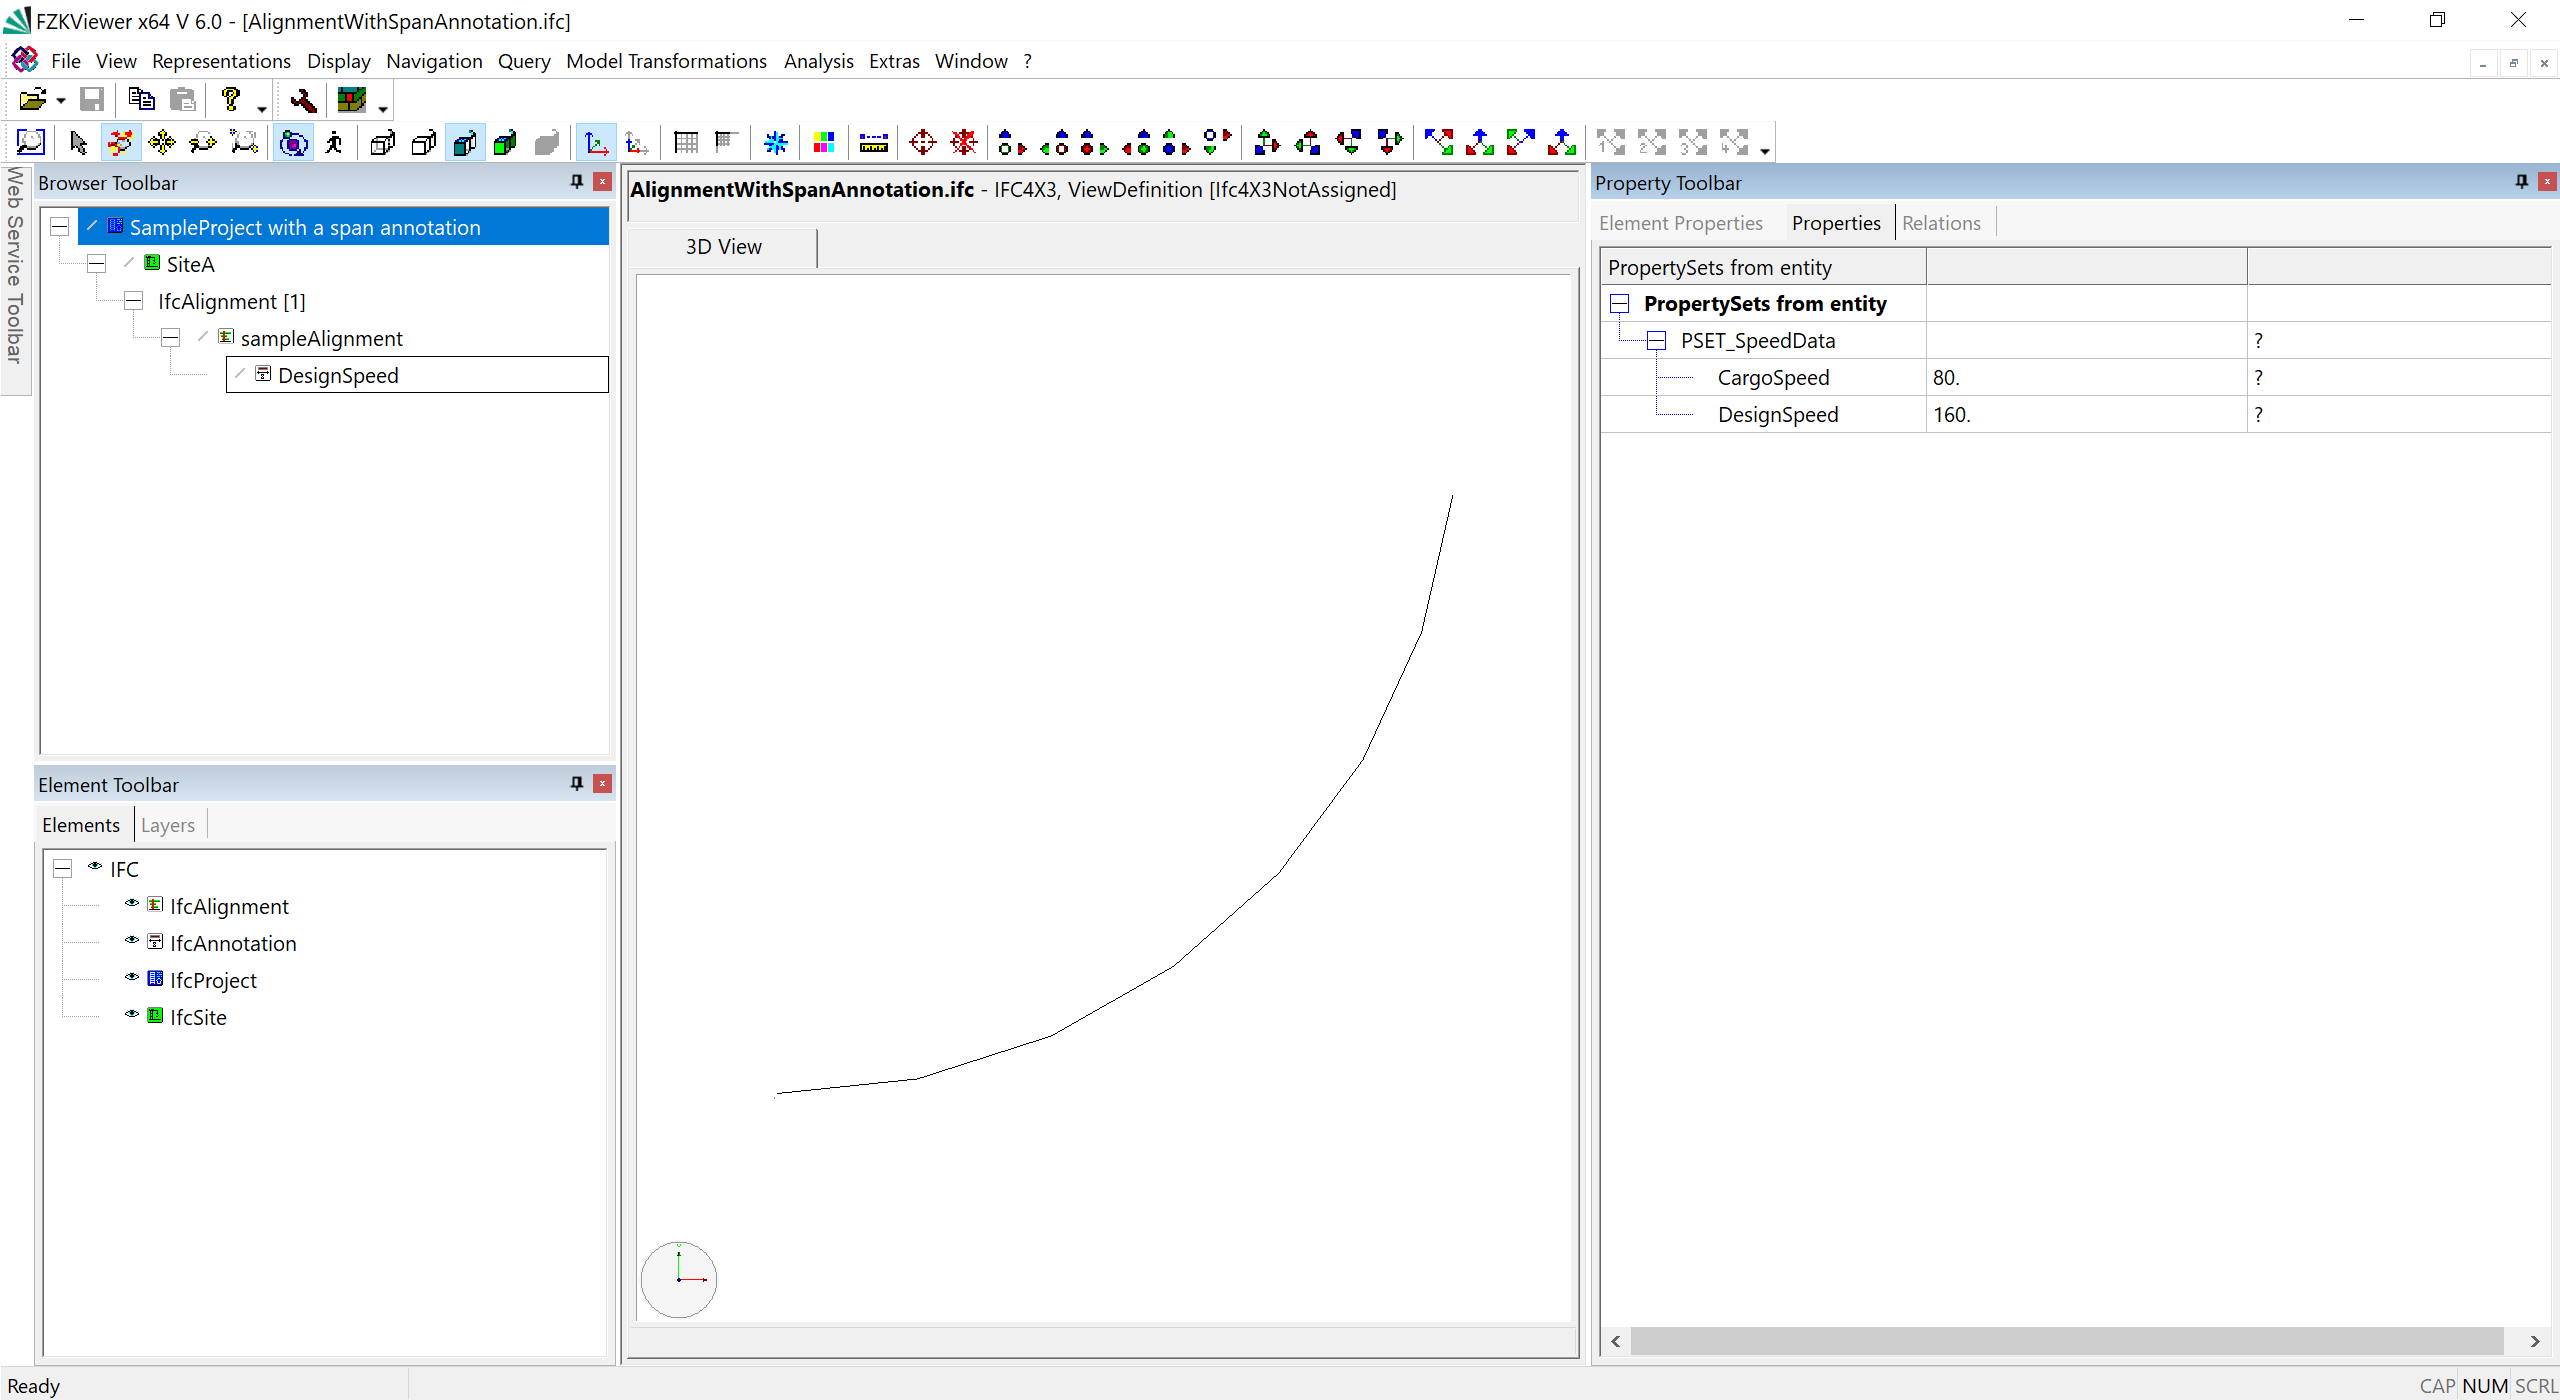 FZKViewer x64 V 6.0 - [AlignmentWithSpanAnnotation.ifc]
File View Representations Display Navigation Query Model Transformations Analysis Extras Window ?
Web Service Toolbar
Browser Toolbar
SampleProject with a span annotation
SiteA
IfcAlignment [1]
sampleAlignment
DesignSpeed
Element Toolbar
Elements Layers
IFC
IfcAlignment
IfcAnnotation
IfcProject
IfcSite
AlignmentWithSpanAnnotation.ifc - IFC4X3, ViewDefinition [Ifc4X3NotAssigned]
3D View
Property Toolbar
Element Properties Properties Relations
PropertySets from entity
PropertySets from entity
PSET_SpeedData ?
CargoSpeed 80. ?
DesignSpeed 160. ?
Ready
CAP NUM SCRL